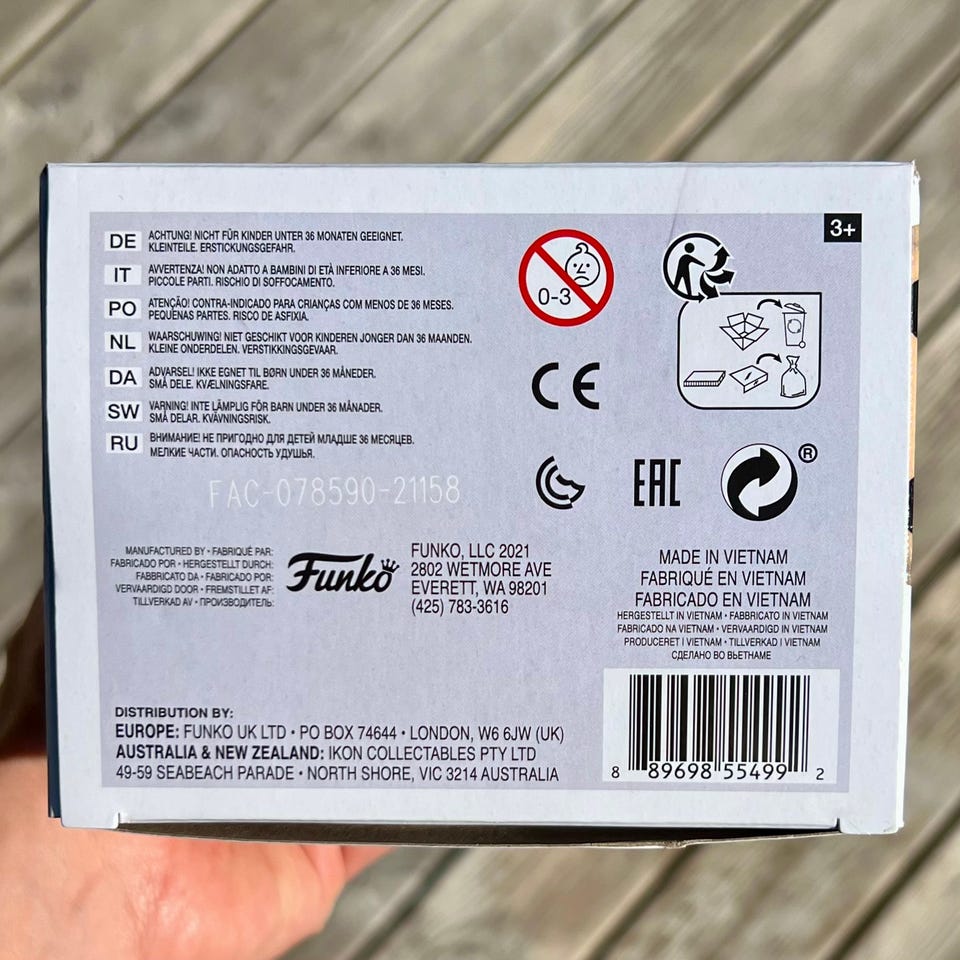 3+
DE ACHTUNG! NICHT FÜR KINDER UNTER 36 MONATEN GEEIGNET.
KLEINTEILE. ERSTICKUNGSGEFAHR.
IT AVVERTENZA! NON ADATTO A BAMBINI DI ETÀ INFERIORE A 36 MESI.
PICCOLE PARTI. RISCHIO DI SOFFOCAMENTO.
PO ATENÇÃO! CONTRA-INDICADO PARA CRIANÇAS COM MENOS DE 36 MESES.
PEQUENAS PARTES. RISCO DE ASFIXIA.
NL WAARSCHUWING! NIET GESCHIKT VOOR KINDEREN JONGER DAN 36 MAANDEN.
KLEINE ONDERDELEN. VERSTIKKINGSGEVAAR.
DA ADVARSEL! IKKE EGNET TIL BØRN UNDER 36 MÅNEDER.
SMÅ DELE. KVÆLNINGSFARE.
SW VARNING! INTE LÄMPLIG FÖR BARN UNDER 36 MÅNADER.
SMÅ DELAR. KVÄVNINGSRISK.
RU ВНИМАНИЕ! НЕ ПРИГОДНО ДЛЯ ДЕТЕЙ МЛАДШЕ 36 МЕСЯЦЕВ.
МЕЛКИЕ ЧАСТИ. ОПАСНОСТЬ УДУШЬЯ.
0-3
CE
EAC
®
FAC-078590-21158
MANUFACTURED BY • FABRIQUÉ PAR:
FABRICADO POR • HERGESTELLT DURCH:
FABBRICATO DA • FABRICADO POR:
VERVAARDIGD DOOR • FREMSTILLET AF:
TILLVERKAD AV • ПРОИЗВОДИТЕЛЬ:
Funko
FUNKO, LLC 2021
2802 WETMORE AVE
EVERETT, WA 98201
(425) 783-3616
MADE IN VIETNAM
FABRIQUÉ EN VIETNAM
FABRICADO EN VIETNAM
HERGESTELLT IN VIETNAM • FABBRICATO IN VIETNAM
FABRICADO NA VIETNAM • VERVAARDIGD IN VIETNAM
PRODUCERET I VIETNAM • TILLVERKAD I VIETNAM
СДЕЛАНО ВО ВЬЕТНАМЕ
DISTRIBUTION BY:
EUROPE: FUNKO UK LTD • PO BOX 74644 • LONDON, W6 6JW (UK)
AUSTRALIA & NEW ZEALAND: IKON COLLECTABLES PTY LTD
49-59 SEABEACH PARADE • NORTH SHORE, VIC 3214 AUSTRALIA
8 89698 55499 2